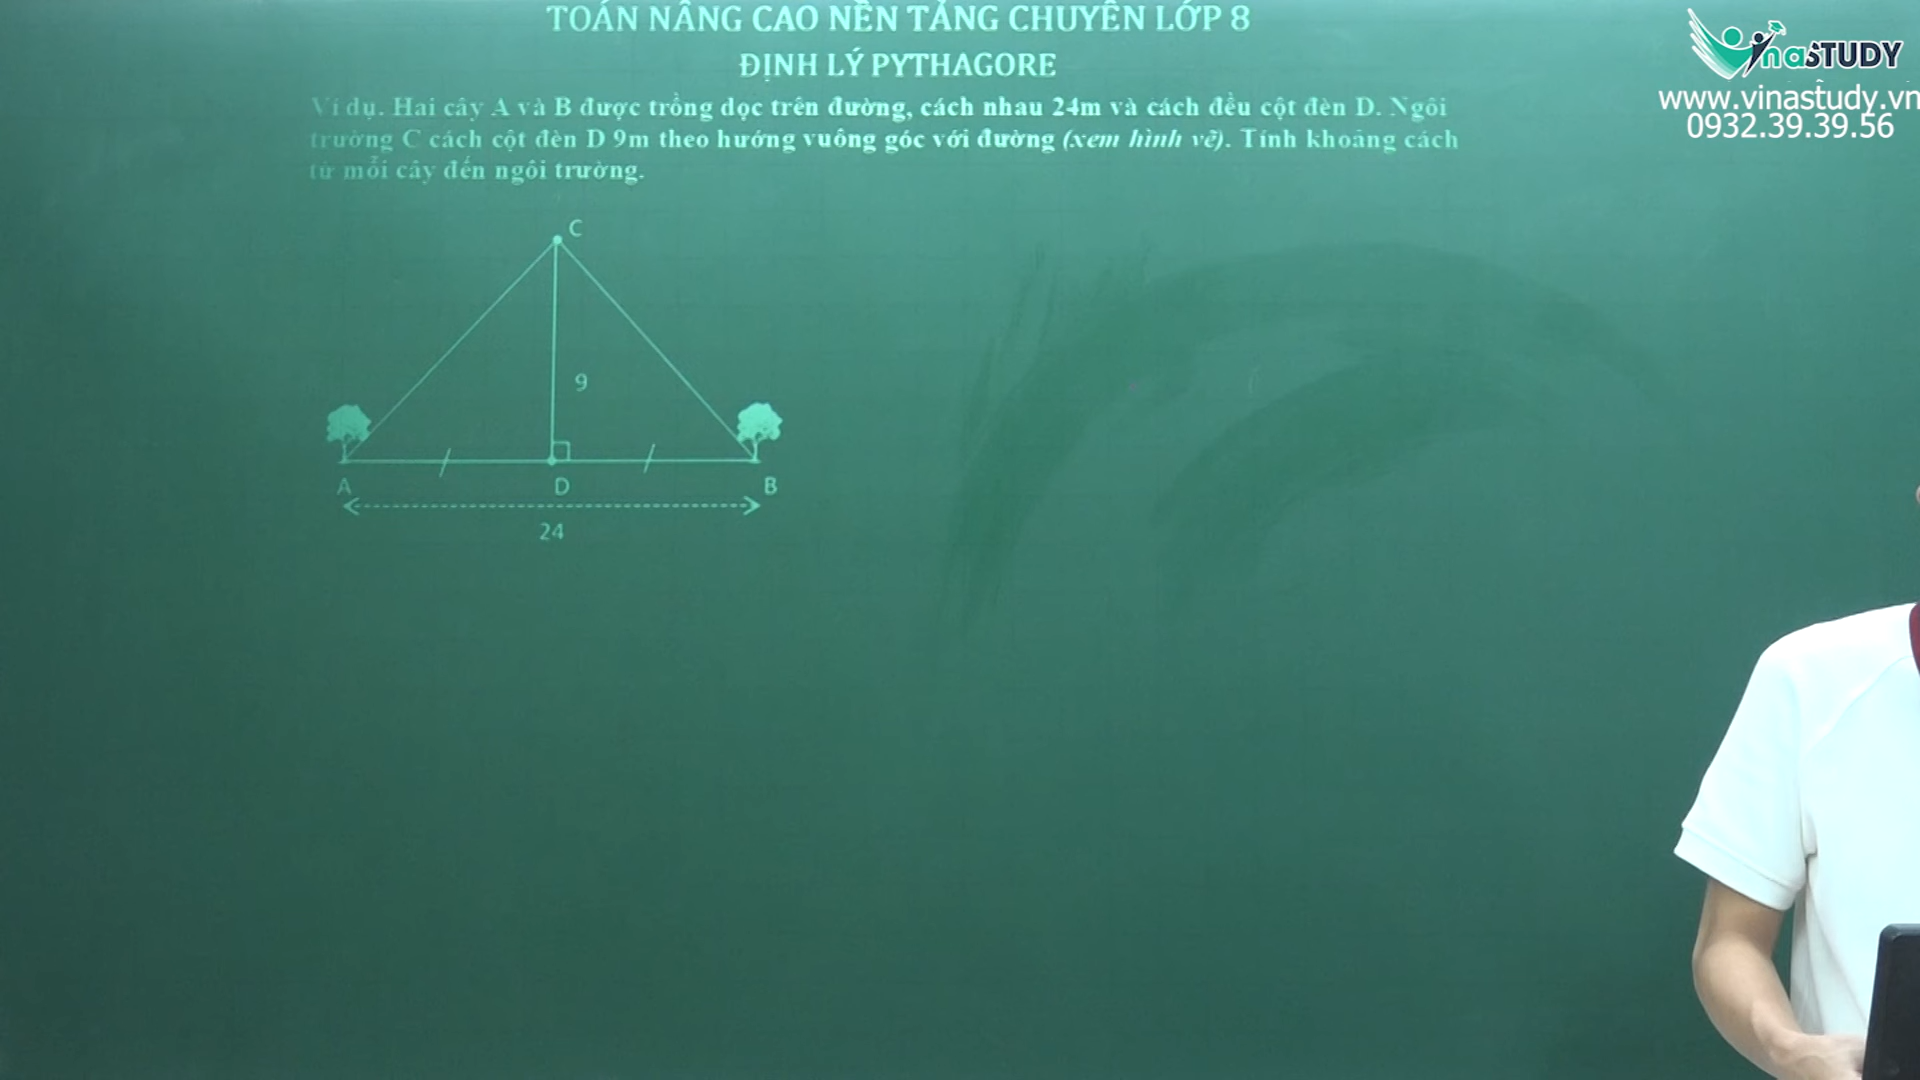 TOÁN NÂNG CAO NỀN TẢNG CHUYÊN LỚP 8
ĐỊNH LÝ PYTHAGORE
VinaSTUDY
www.vinastudy.vn
0932.39.39.56
Ví dụ. Hai cây A và B được trồng dọc trên đường, cách nhau 24m và cách đều cột đèn D. Ngôi
trường C cách cột đèn D 9m theo hướng vuông góc với đường (xem hình vẽ). Tính khoảng cách
từ mỗi cây đến ngôi trường.
C
9
A D B
24